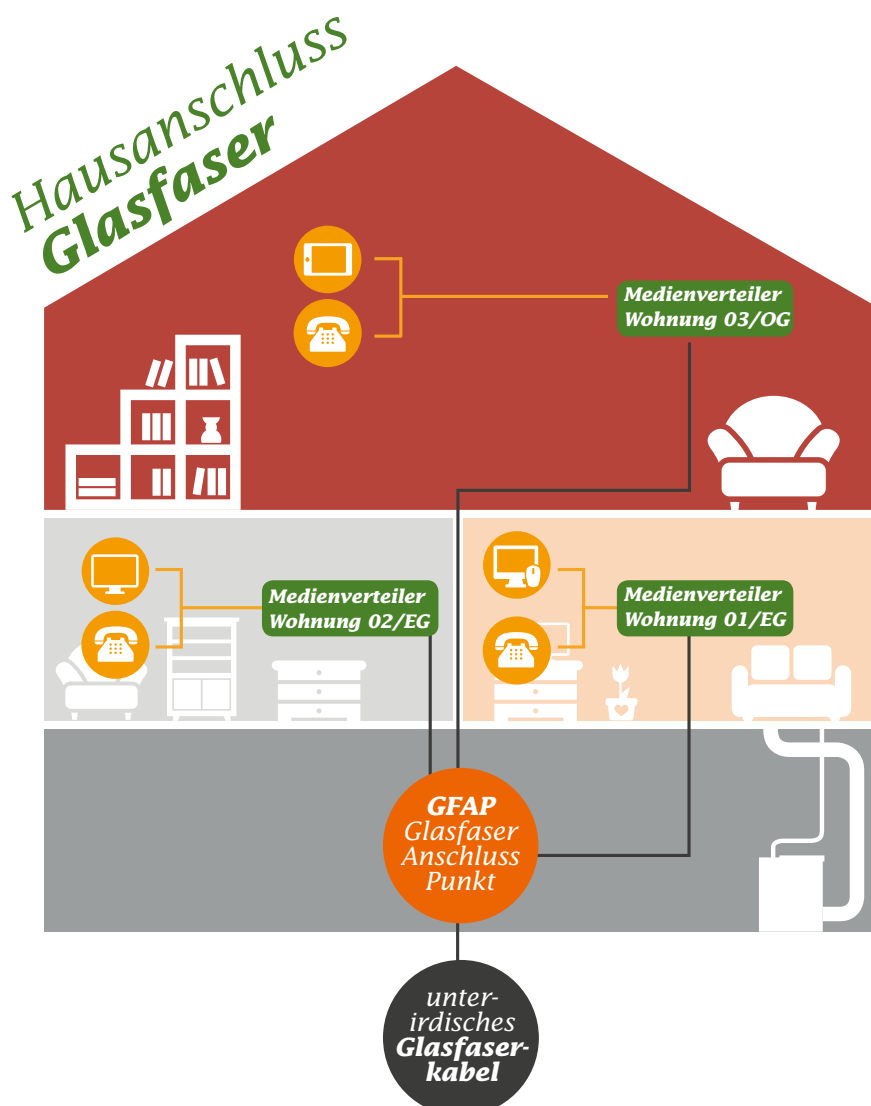 Hausanschluss
Glasfaser
Medienverteiler
Wohnung 03/OG
Medienverteiler
Wohnung 02/EG
Medienverteiler
Wohnung 01/EG
GFAP
Glasfaser
Anschluss
Punkt
unter-
irdisches
Glasfaser-
kabel